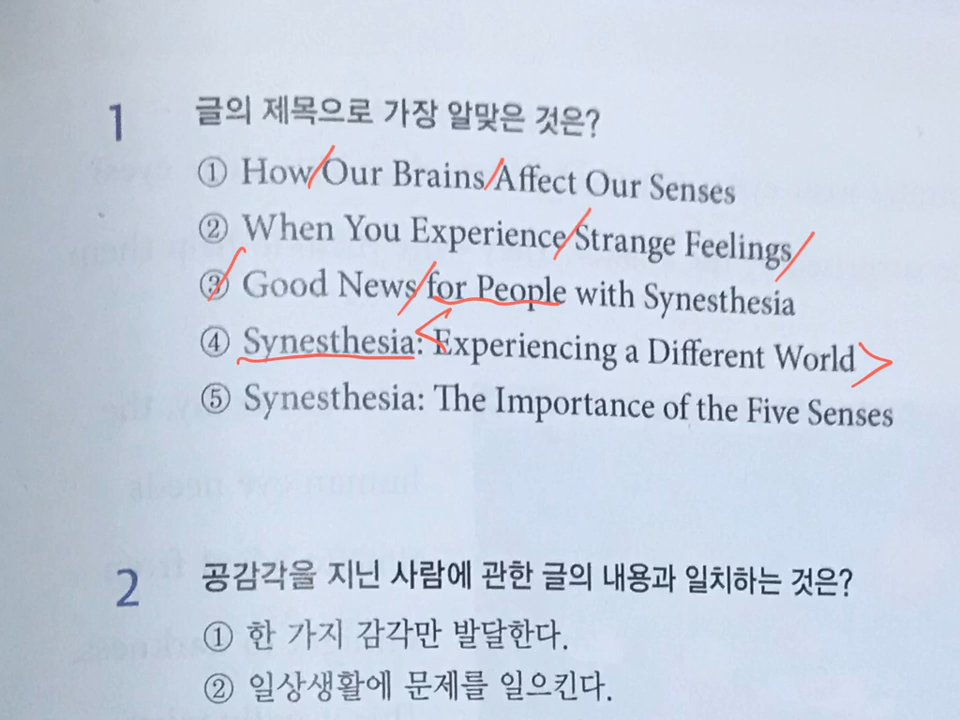 1 글의 제목으로 가장 알맞은 것은?
① How Our Brains Affect Our Senses
② When You Experience Strange Feelings
③ Good News for People with Synesthesia
④ Synesthesia: Experiencing a Different World
⑤ Synesthesia: The Importance of the Five Senses
2 공감각을 지닌 사람에 관한 글의 내용과 일치하는 것은?
① 한 가지 감각만 발달한다.
② 일상생활에 문제를 일으킨다.